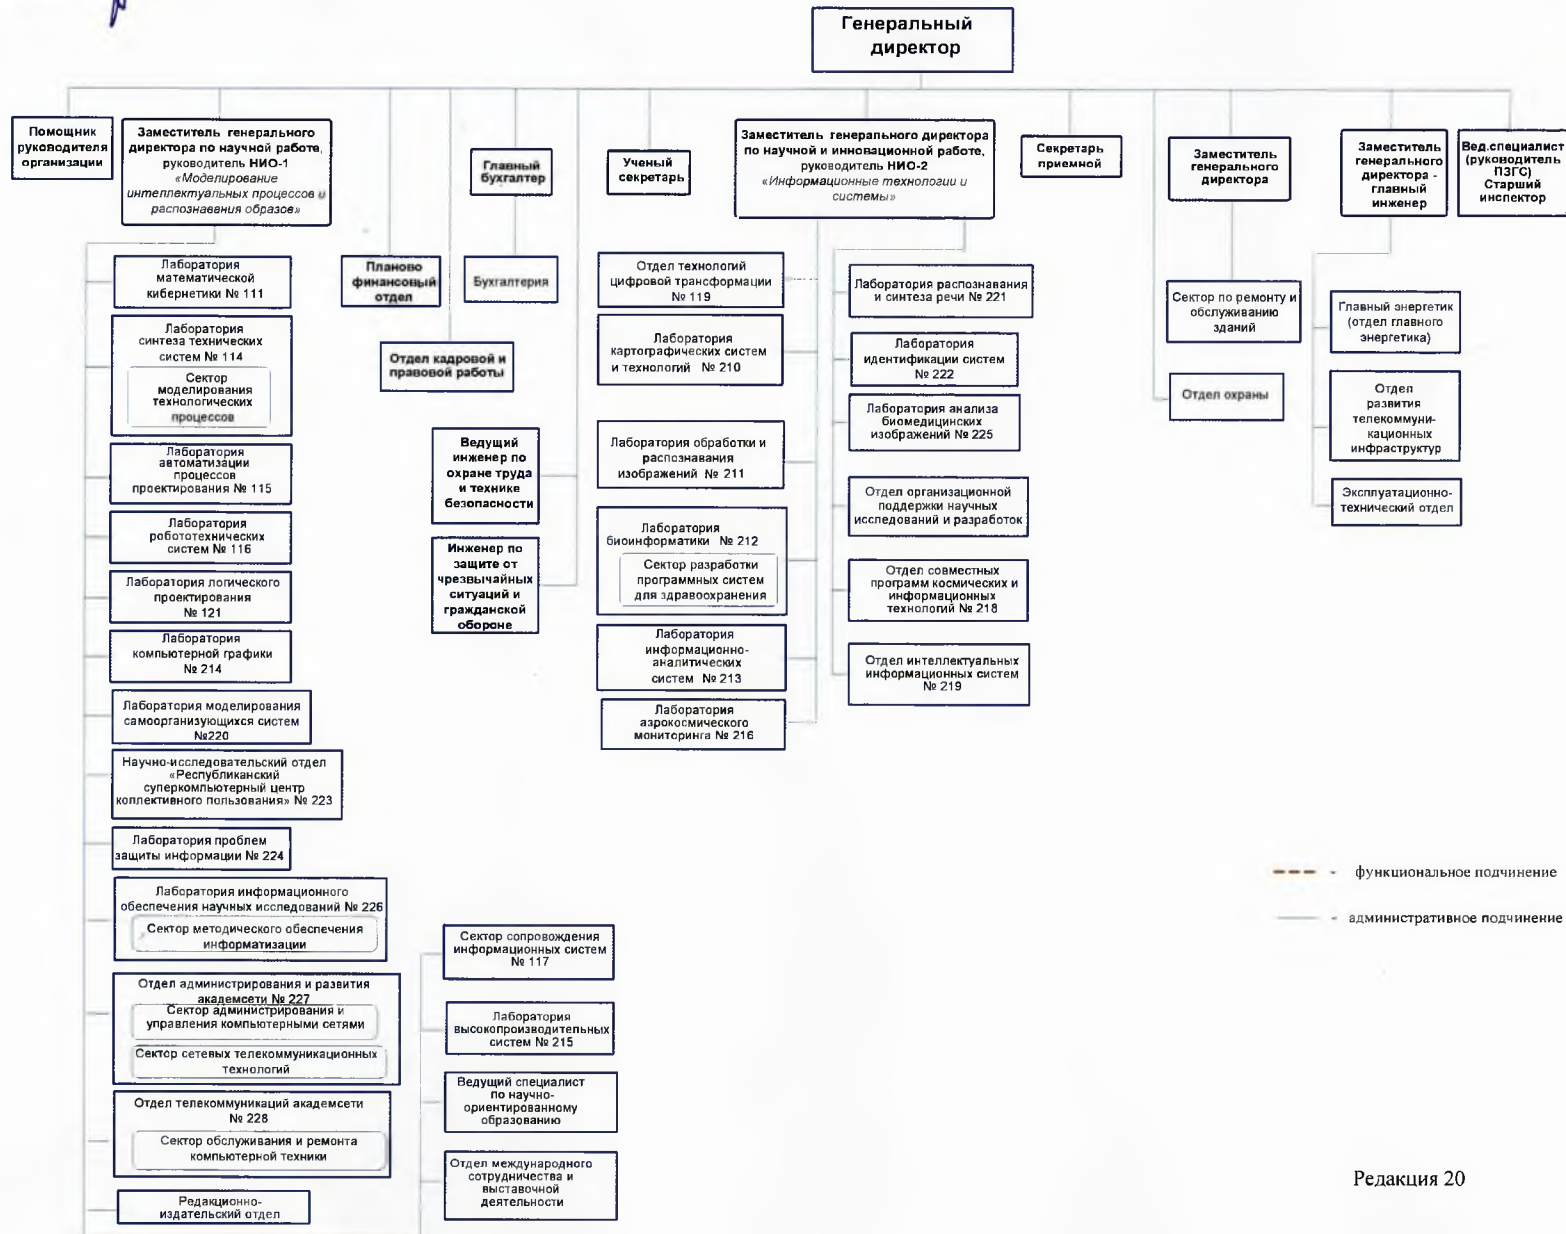 Генеральный
директор
Помощник
руководителя
организации
Заместитель генерального
директора по научной работе,
руководитель НИО-1
«Моделирование
интеллектуальных процессов и
распознавания образов»
Главный
бухгалтер
Ученый
секретарь
Заместитель генерального директора
по научной и инновационной работе,
руководитель НИО-2
«Информационные технологии и
системы»
Секретарь
приемной
Заместитель
генерального
директора
Заместитель
генерального
директора -
главный
инженер
Вед.специалист
(руководитель
ПЗГС)
Старший
инспектор
Лаборатория
математической
кибернетики № 111
Лаборатория
синтеза технических
систем № 114
Сектор
моделирования
технологических
процессов
Лаборатория
автоматизации
процессов
проектирования № 115
Лаборатория
робототехнических
систем № 116
Лаборатория логического
проектирования
№ 121
Лаборатория
компьютерной графики
№ 214
Лаборатория моделирования
самоорганизующихся систем
№220
Научно-исследовательский отдел
«Республиканский
суперкомпьютерный центр
коллективного пользования» № 223
Лаборатория проблем
защиты информации № 224
Лаборатория информационного
обеспечения научных исследований № 226
Сектор методического обеспечения
информатизации
Отдел администрирования и развития
академсети № 227
Сектор администрирования и
управления компьютерными сетями
Сектор сетевых телекоммуникационных
технологий
Отдел телекоммуникаций академсети
№ 228
Сектор обслуживания и ремонта
компьютерной техники
Редакционно-
издательский отдел
Планово
финансовый
отдел
Бухгалтерия
Отдел кадровой и
правовой работы
Ведущий
инженер по
охране труда
и технике
безопасности
Инженер по
защите от
чрезвычайных
ситуаций и
гражданской
обороне
Сектор сопровождения
информационных систем
№ 117
Лаборатория
высокопроизводительных
систем № 215
Ведущий специалист
по научно-
ориентированному
образованию
Отдел международного
сотрудничества и
выставочной
деятельности
Отдел технологий
цифровой трансформации
№ 119
Лаборатория
картографических систем
и технологий № 210
Лаборатория обработки и
распознавания
изображений № 211
Лаборатория
биоинформатики № 212
Сектор разработки
программных систем
для здравоохранения
Лаборатория
информационно-
аналитических
систем № 213
Лаборатория
аэрокосмического
мониторинга № 216
Лаборатория распознавания
и синтеза речи № 221
Лаборатория
идентификации систем
№ 222
Лаборатория анализа
биомедицинских
изображений № 225
Отдел организационной
поддержки научных
исследований и разработок
Отдел совместных
программ космических и
информационных
технологий № 218
Отдел интеллектуальных
информационных систем
№ 219
Сектор по ремонту и
обслуживанию
зданий
Отдел охраны
Главный энергетик
(отдел главного
энергетика)
Отдел
развития
телекоммуни-
кационных
инфраструктур
Эксплуатационно-
технический отдел
- функциональное подчинение
- административное подчинение
Редакция 20